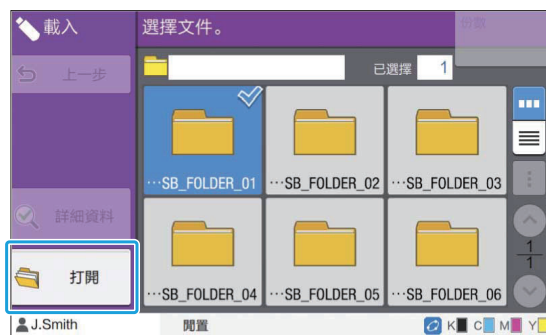 載入
選擇文件。
份數
上一步
已選擇 1
…SB_FOLDER_01
…SB_FOLDER_02
…SB_FOLDER_03
詳細資料
1
1
打開
…SB_FOLDER_04
…SB_FOLDER_05
…SB_FOLDER_06
J.Smith
閒置
K C M Y